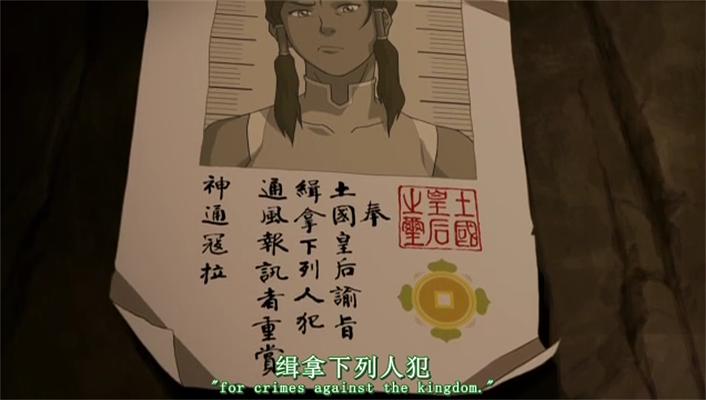 奉
土國皇后諭旨
緝拿下列人犯
通風報訊者重賞
神通寇拉
土國
皇后
之璽
缉拿下列人犯
"for crimes against the kingdom."